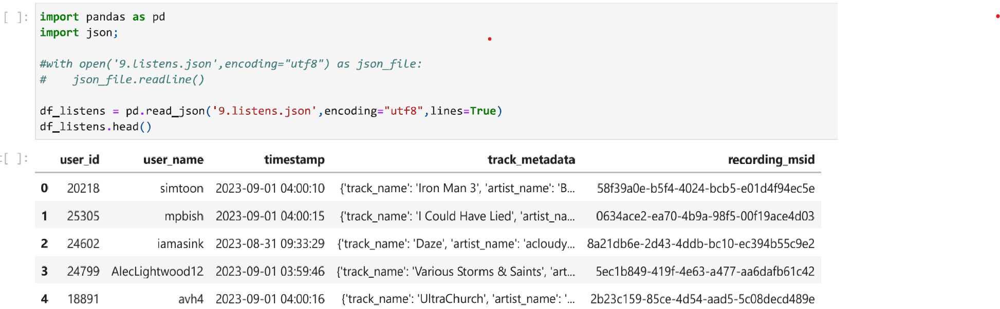 [ ]:
import pandas as pd
import json;
#with open('9.listens.json',encoding="utf8") as json_file:
#    json_file.readline()
df_listens = pd.read_json('9.listens.json',encoding="utf8",lines=True)
df_listens.head()
t[ ]:
user_id user_name timestamp track_metadata recording_msid
0 20218 simtoon 2023-09-01 04:00:10 {'track_name': 'Iron Man 3', 'artist_name': 'B... 58f39a0e-b5f4-4024-bcb5-e01d4f94ec5e
1 25305 mpbish 2023-09-01 04:00:15 {'track_name': 'I Could Have Lied', 'artist_na... 0634ace2-ea70-4b9a-98f5-00f19ace4d03
2 24602 iamasink 2023-08-31 09:33:29 {'track_name': 'Daze', 'artist_name': 'acloudy... 8a21db6e-2d43-4ddb-bc10-ec394b55c9e2
3 24799 AlecLightwood12 2023-09-01 03:59:46 {'track_name': 'Various Storms & Saints', 'art... 5ec1b849-419f-4e63-a477-aa6dafb61c42
4 18891 avh4 2023-09-01 04:00:16 {'track_name': 'UltraChurch', 'artist_name': '... 2b23c159-85ce-4d54-aad5-5c08decd489e